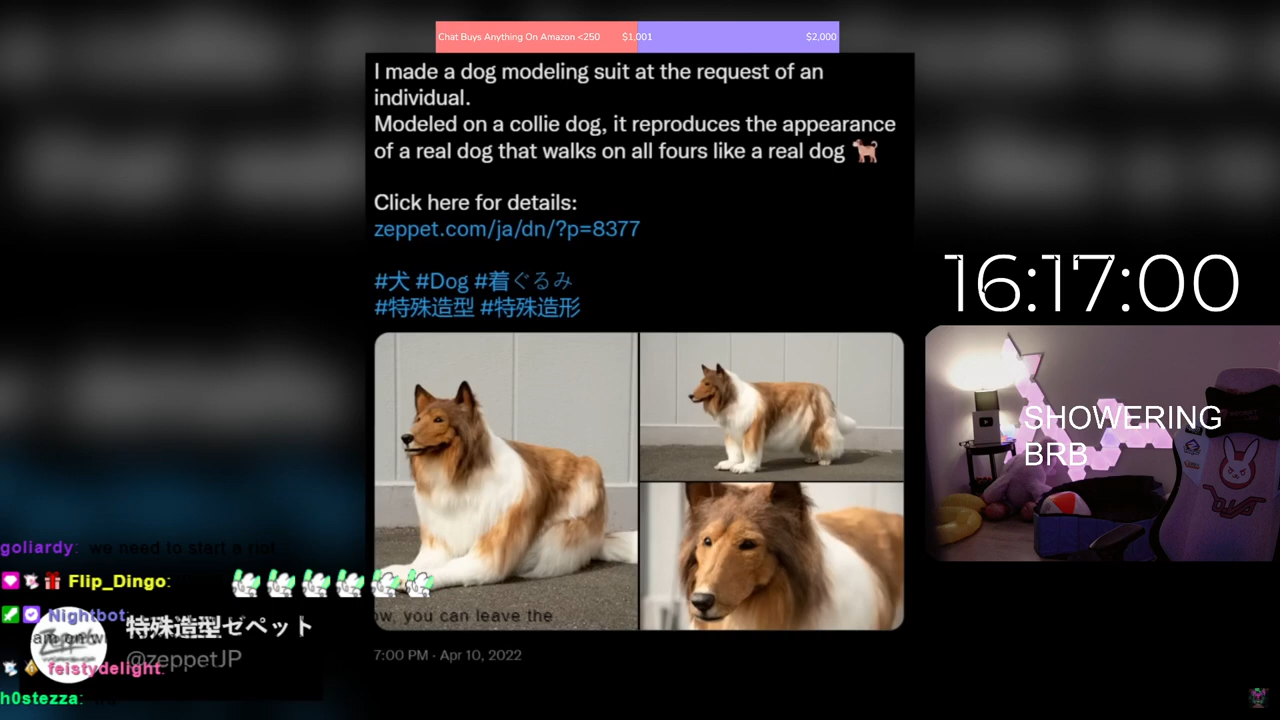 Chat Buys Anything On Amazon <250 $1,001 $2,000
I made a dog modeling suit at the request of an
individual.
Modeled on a collie dog, it reproduces the appearance
of a real dog that walks on all fours like a real dog
Click here for details:
zeppet.com/ja/dn/?p=8377
#犬 #Dog #着ぐるみ
#特殊造型 #特殊造形
16:17:00
SHOWERING
BRB
goliardy: we need to start a riot
Flip_Dingo:
Nightbot: you can leave the
特殊造型ゼペット
@zeppetJP
feistydelight:
h0stezza:
7:00 PM · Apr 10, 2022